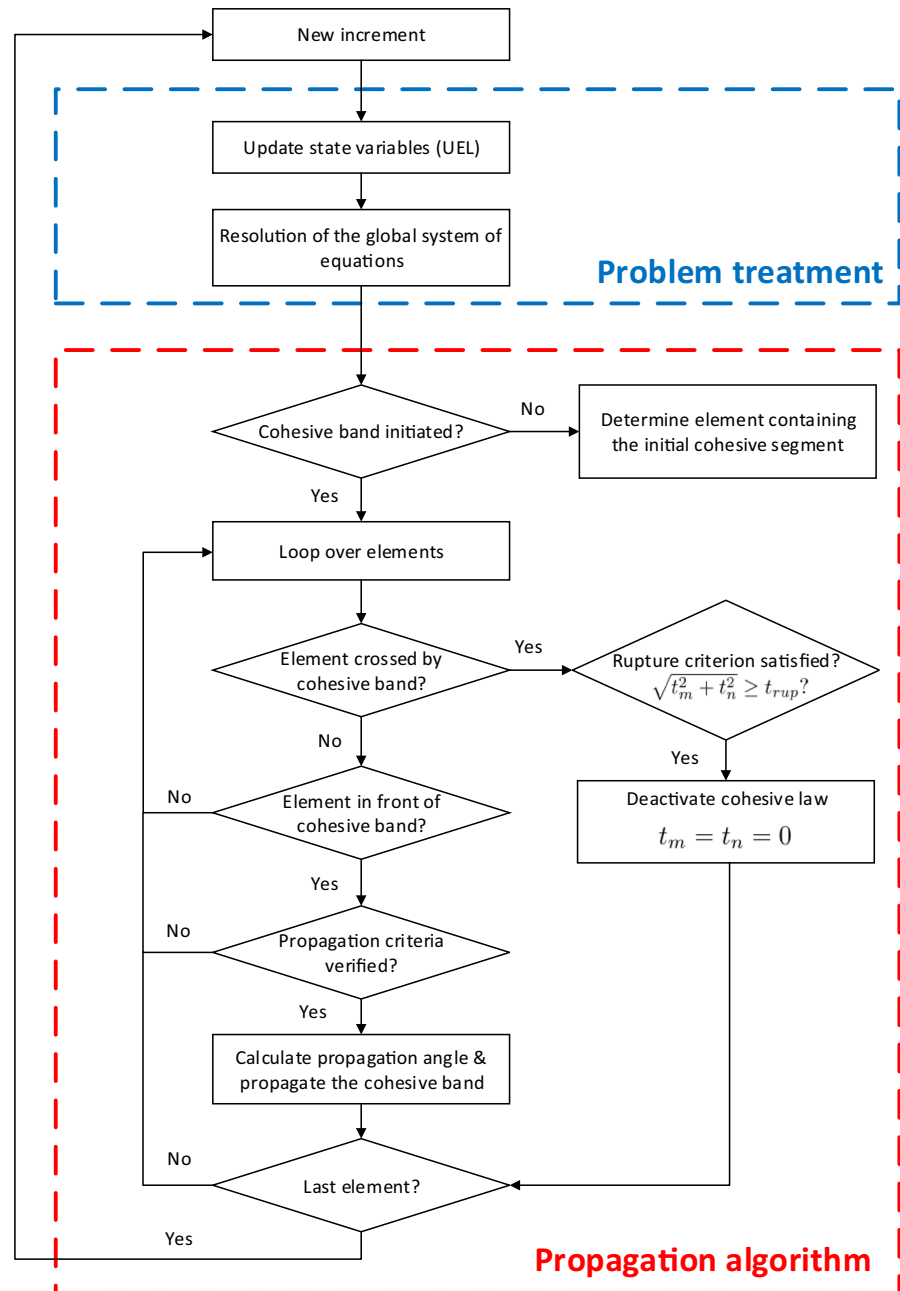 New increment
Update state variables (UEL)
Resolution of the global system of
equations
Problem treatment
Cohesive band initiated?
No
Determine element containing
the initial cohesive segment
Yes
Loop over elements
Element crossed by
cohesive band?
Yes
Rupture criterion satisfied?
$\sqrt{t_m^2 + t_n^2} \geq t_{rup}$?
No
Yes
No
Element in front of
cohesive band?
Deactivate cohesive law
$t_m = t_n = 0$
Yes
No
Propagation criteria
verified?
Yes
Calculate propagation angle &
propagate the cohesive band
No
Last element?
Yes
Propagation algorithm